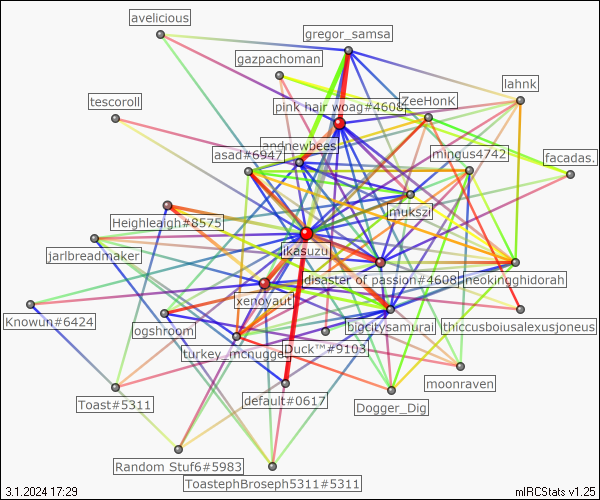 avelicious
gregor_samsa
gazpachoman
lahnk
tescoroll
pink hair woag#4608
ZeeHonK
andnewbees
asad#6947
mingus4742
facadas.
mukszi
Heighleaigh#8575
ikasuzu
jarlbreadmaker
disaster of passion#4608
neokingghidorah
xenovaut
Knowun#6424
ogshroom
bigcitysamurai
thiccusboiusalexusjoneus
turkey_mcnugget
Duck™#9103
moonraven
Toast#5311
default#0617
Dogger_Dig
Random Stuf6#5983
ToastephBroseph5311#5311
3.1.2024 17:29
mIRCStats v1.25